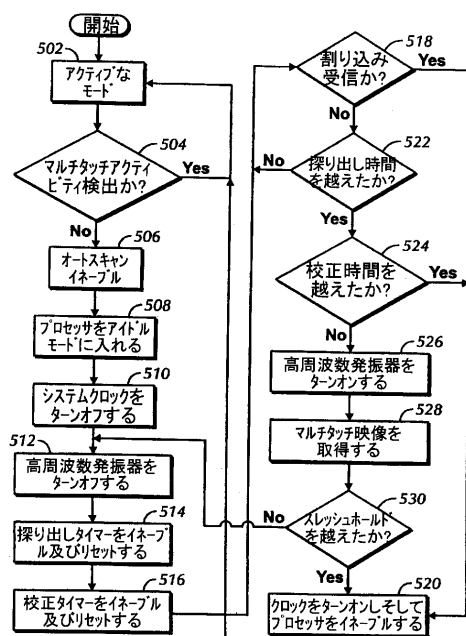 開始
502
アクティブな
モード
504
マルチタッチアクティ
ビティ検出か?
Yes
No
506
オートスキャン
イネーブル
508
プロセッサをアイドル
モードに入れる
510
システムクロックを
ターンオフする
512
高周波数発振器を
ターンオフする
514
探り出しタイマーをイネーブ
ル及びリセットする
516
校正タイマーをイネーブル
及びリセットする
518
割り込み
受信か?
Yes
No
522
探り出し時間
を越えたか?
No
Yes
524
校正時間を
越えたか?
Yes
No
526
高周波数発振器を
ターンオンする
528
マルチタッチ映像を
取得する
530
スレッシュホールド
を越えたか?
No
Yes
520
クロックをターンオンしそして
プロセッサをイネーブルする